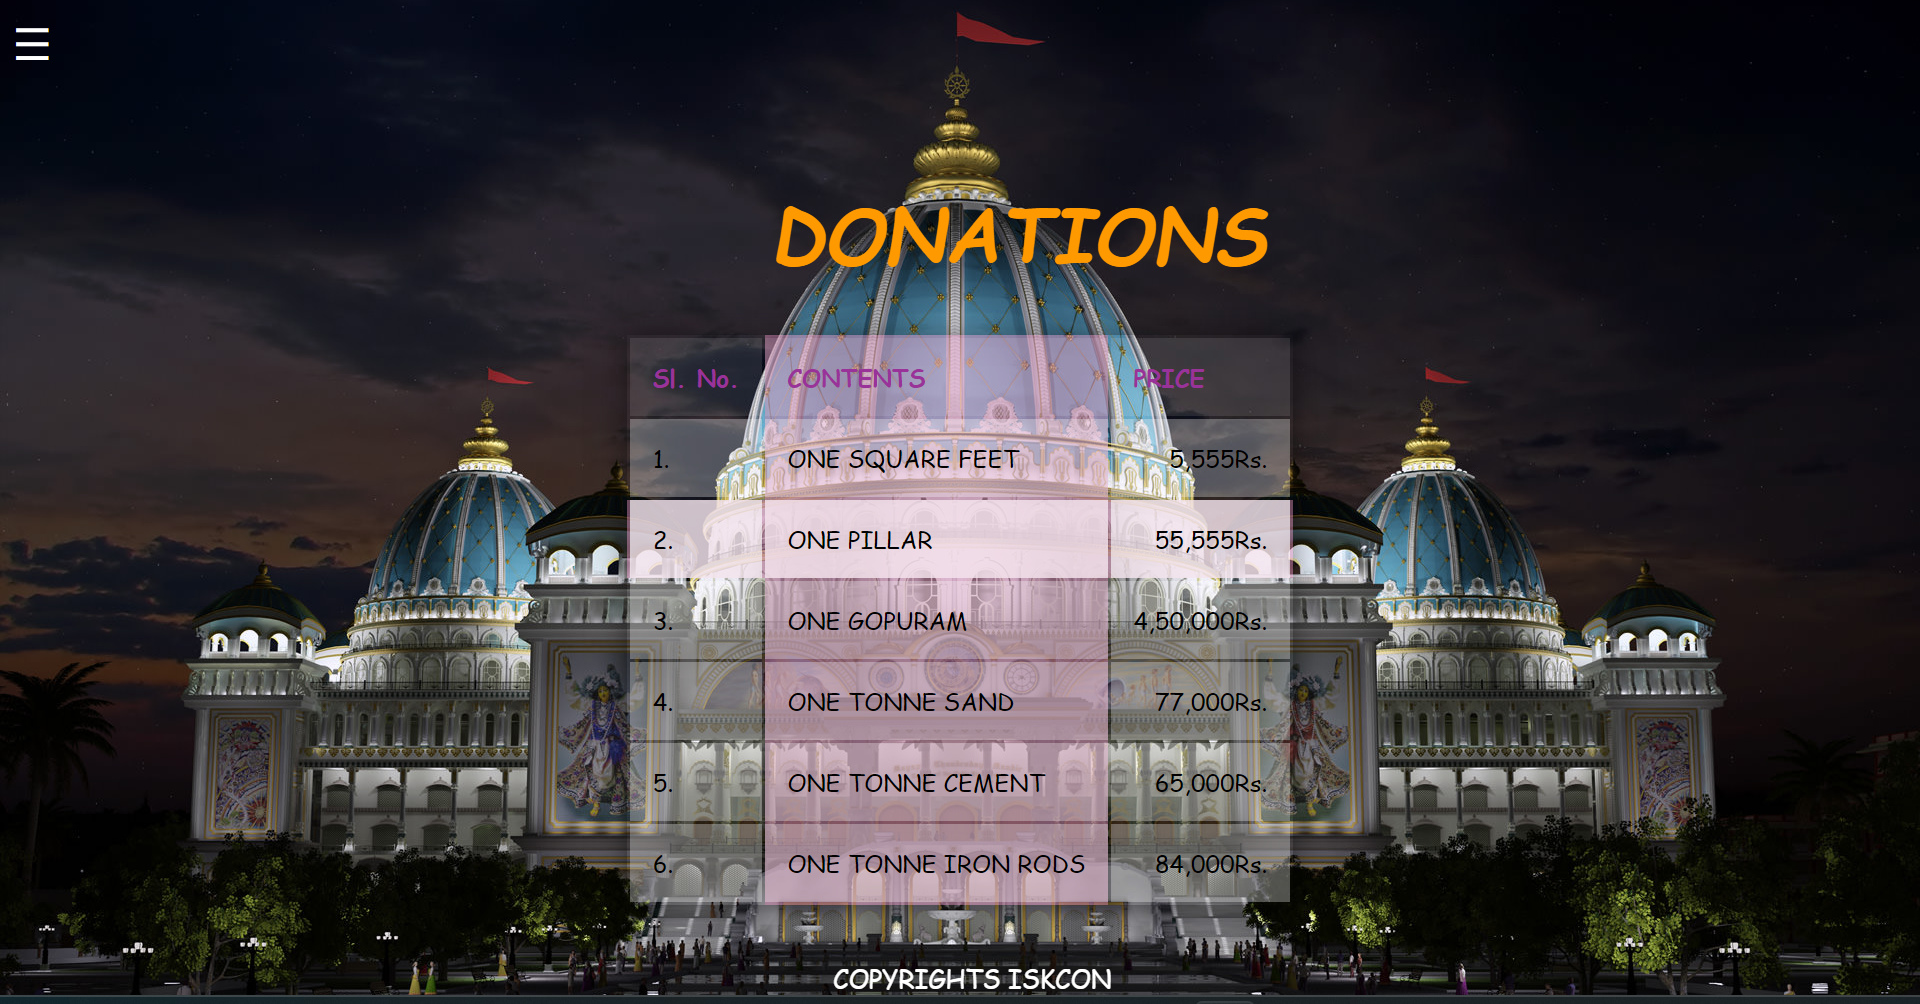 DONATIONS
Sl. No. CONTENTS PRICE
1. ONE SQUARE FEET 5,555Rs.
2. ONE PILLAR 55,555Rs.
3. ONE GOPURAM 4,50,000Rs.
4. ONE TONNE SAND 77,000Rs.
5. ONE TONNE CEMENT 65,000Rs.
6. ONE TONNE IRON RODS 84,000Rs.
COPYRIGHTS ISKCON